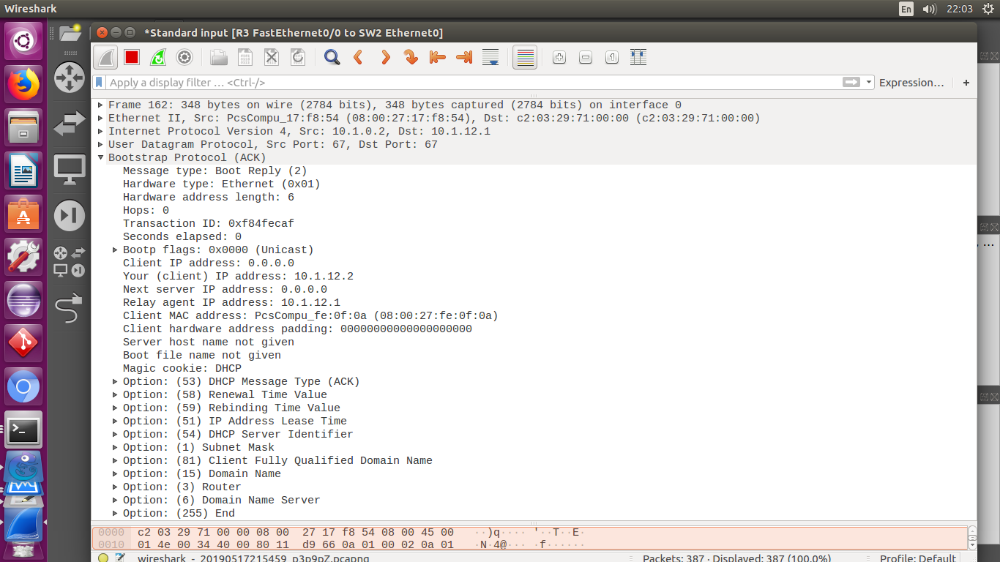 Wireshark
En
22:03
*Standard input [R3 FastEthernet0/0 to SW2 Ethernet0]
Apply a display filter … <Ctrl-/>
Expression…
+
Frame 162: 348 bytes on wire (2784 bits), 348 bytes captured (2784 bits) on interface 0
Ethernet II, Src: PcsCompu_17:f8:54 (08:00:27:17:f8:54), Dst: c2:03:29:71:00:00 (c2:03:29:71:00:00)
Internet Protocol Version 4, Src: 10.1.0.2, Dst: 10.1.12.1
User Datagram Protocol, Src Port: 67, Dst Port: 67
Bootstrap Protocol (ACK)
Message type: Boot Reply (2)
Hardware type: Ethernet (0x01)
Hardware address length: 6
Hops: 0
Transaction ID: 0xf84fecaf
Seconds elapsed: 0
Bootp flags: 0x0000 (Unicast)
Client IP address: 0.0.0.0
Your (client) IP address: 10.1.12.2
Next server IP address: 0.0.0.0
Relay agent IP address: 10.1.12.1
Client MAC address: PcsCompu_fe:0f:0a (08:00:27:fe:0f:0a)
Client hardware address padding: 00000000000000000000
Server host name not given
Boot file name not given
Magic cookie: DHCP
Option: (53) DHCP Message Type (ACK)
Option: (58) Renewal Time Value
Option: (59) Rebinding Time Value
Option: (51) IP Address Lease Time
Option: (54) DHCP Server Identifier
Option: (1) Subnet Mask
Option: (81) Client Fully Qualified Domain Name
Option: (15) Domain Name
Option: (3) Router
Option: (6) Domain Name Server
Option: (255) End
0000 c2 03 29 71 00 00 08 00 27 17 f8 54 08 00 45 00 ··)q···· '··T··E·
0010 01 4e 00 34 40 00 80 11 d9 66 0a 01 00 02 0a 01 ·N·4@··· ·f······
wireshark_-_20190517215459_p3p9pZ.pcapng
Packets: 387 · Displayed: 387 (100.0%)
Profile: Default